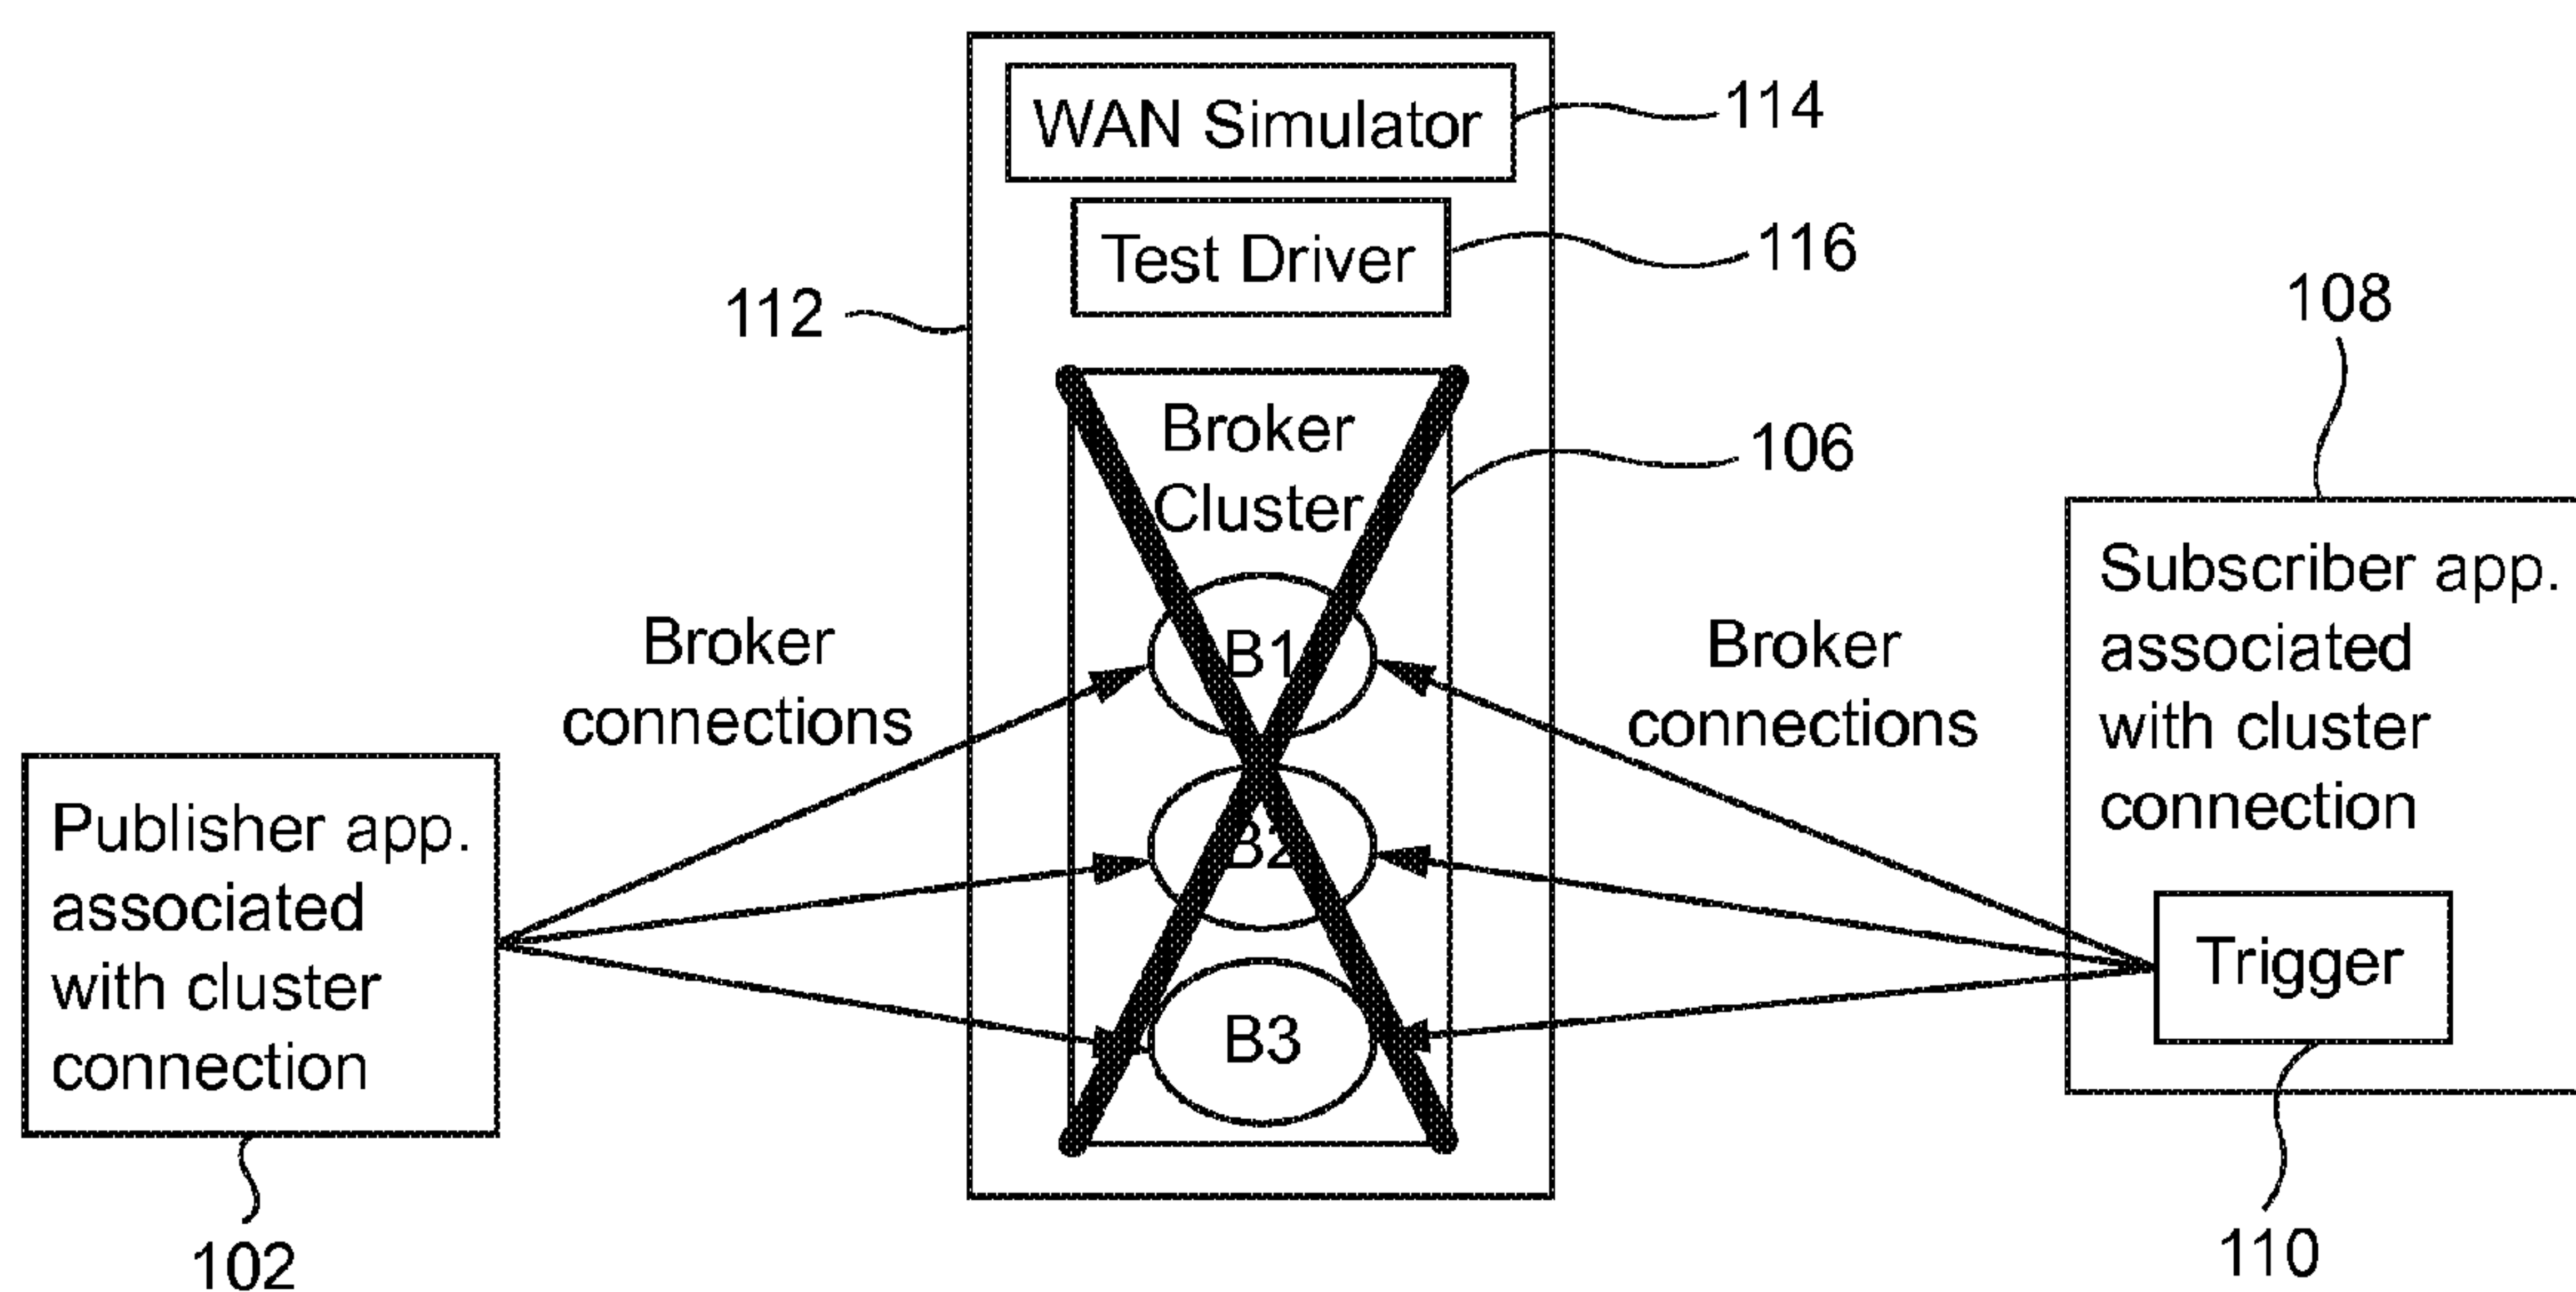 WAN Simulator
114
Test Driver
116
112
108
Broker
Cluster
106
B1
B2
B3
Broker
connections
Broker
connections
Publisher app.
associated
with cluster
connection
102
Subscriber app.
associated
with cluster
connection
Trigger
110